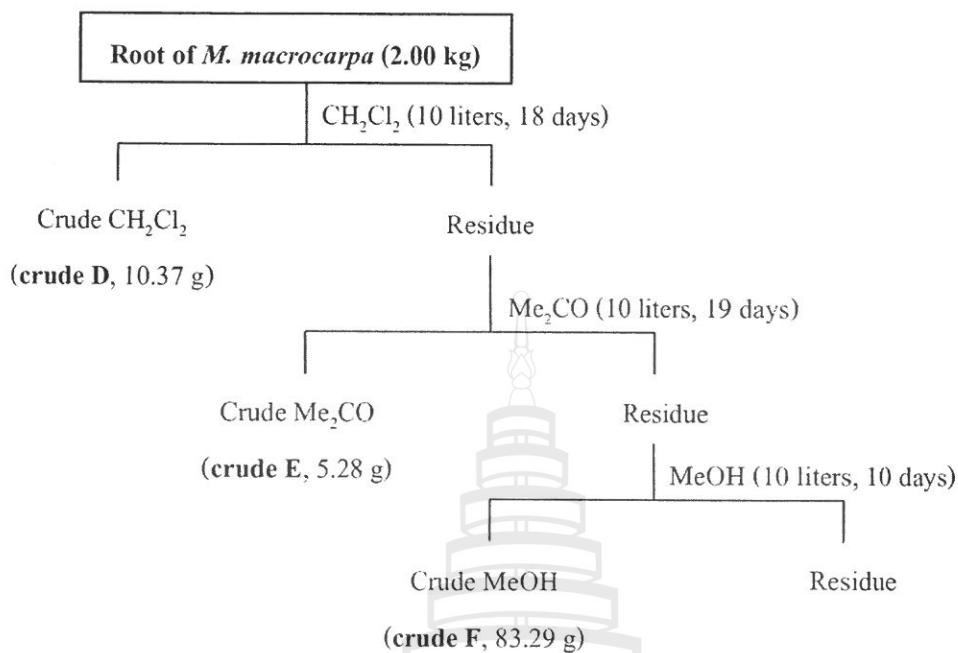 Root of M. macrocarpa (2.00 kg)
CH₂Cl₂ (10 liters, 18 days)
Crude CH₂Cl₂
Residue
(crude D, 10.37 g)
Me₂CO (10 liters, 19 days)
Crude Me₂CO
Residue
(crude E, 5.28 g)
MeOH (10 liters, 10 days)
Crude MeOH
Residue
(crude F, 83.29 g)